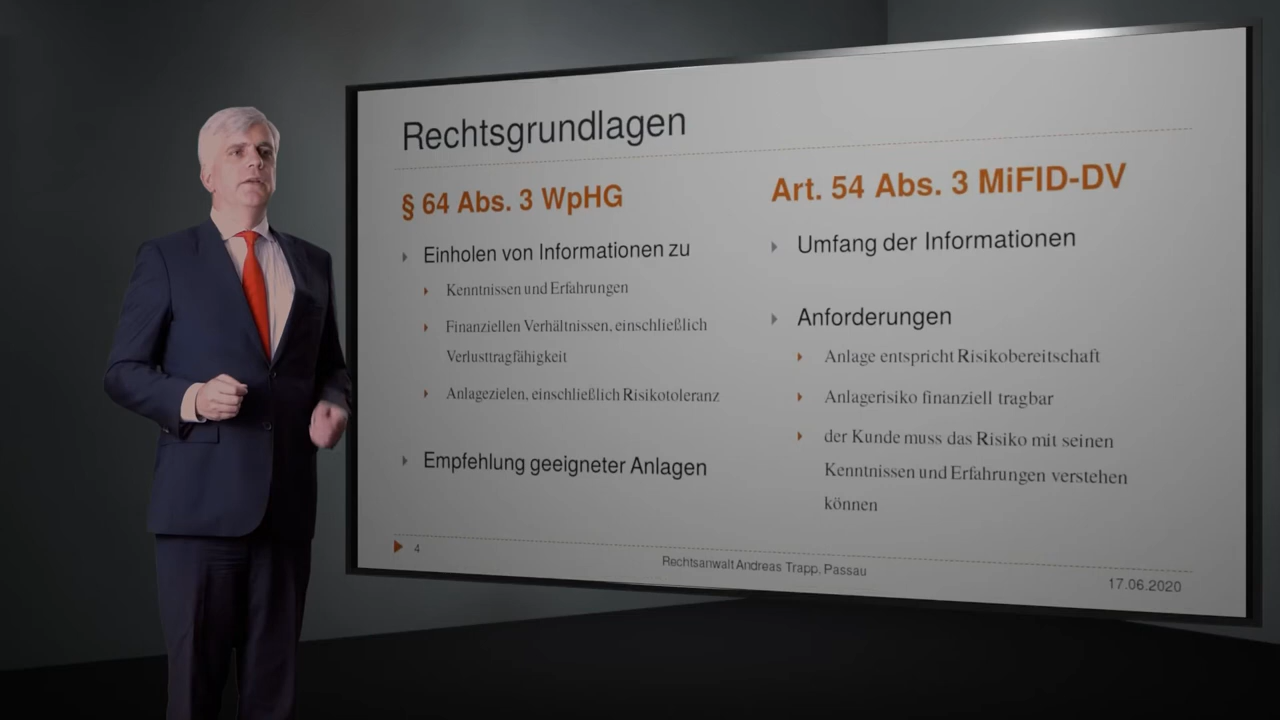 Rechtsgrundlagen
§ 64 Abs. 3 WpHG
Einholen von Informationen zu
Kenntnissen und Erfahrungen
Finanziellen Verhältnissen, einschließlich
Verlusttragfähigkeit
Anlagezielen, einschließlich Risikotoleranz
Empfehlung geeigneter Anlagen
Art. 54 Abs. 3 MiFID-DV
Umfang der Informationen
Anforderungen
Anlage entspricht Risikobereitschaft
Anlagerisiko finanziell tragbar
der Kunde muss das Risiko mit seinen
Kenntnissen und Erfahrungen verstehen
können
4
Rechtsanwalt Andreas Trapp, Passau
17.06.2020